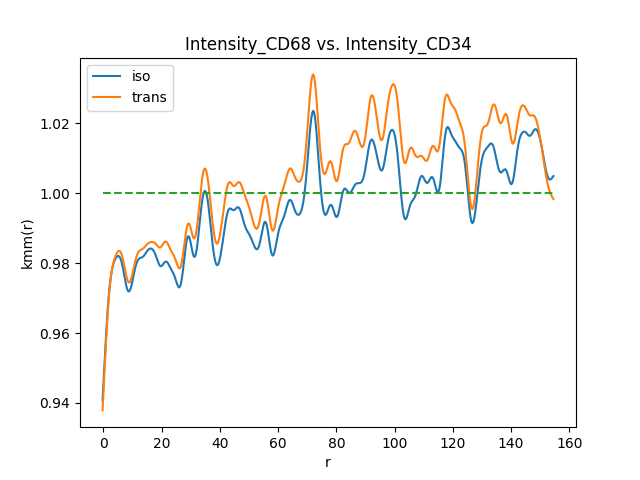 Intensity_CD68 vs. Intensity_CD34
iso
trans
kmm(r)
1.02
1.00
0.98
0.96
0.94
0 20 40 60 80 100 120 140 160
r